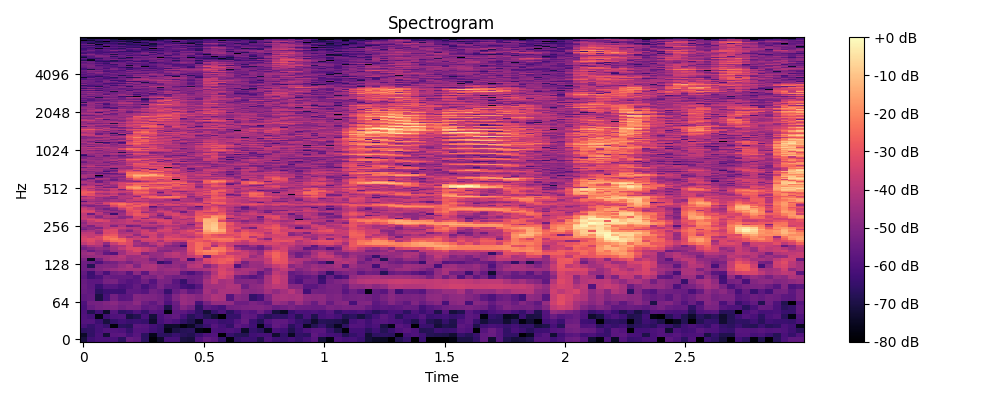 Spectrogram
Hz
4096
2048
1024
512
256
128
64
0
0
0.5
1
1.5
2
2.5
Time
+0 dB
-10 dB
-20 dB
-30 dB
-40 dB
-50 dB
-60 dB
-70 dB
-80 dB